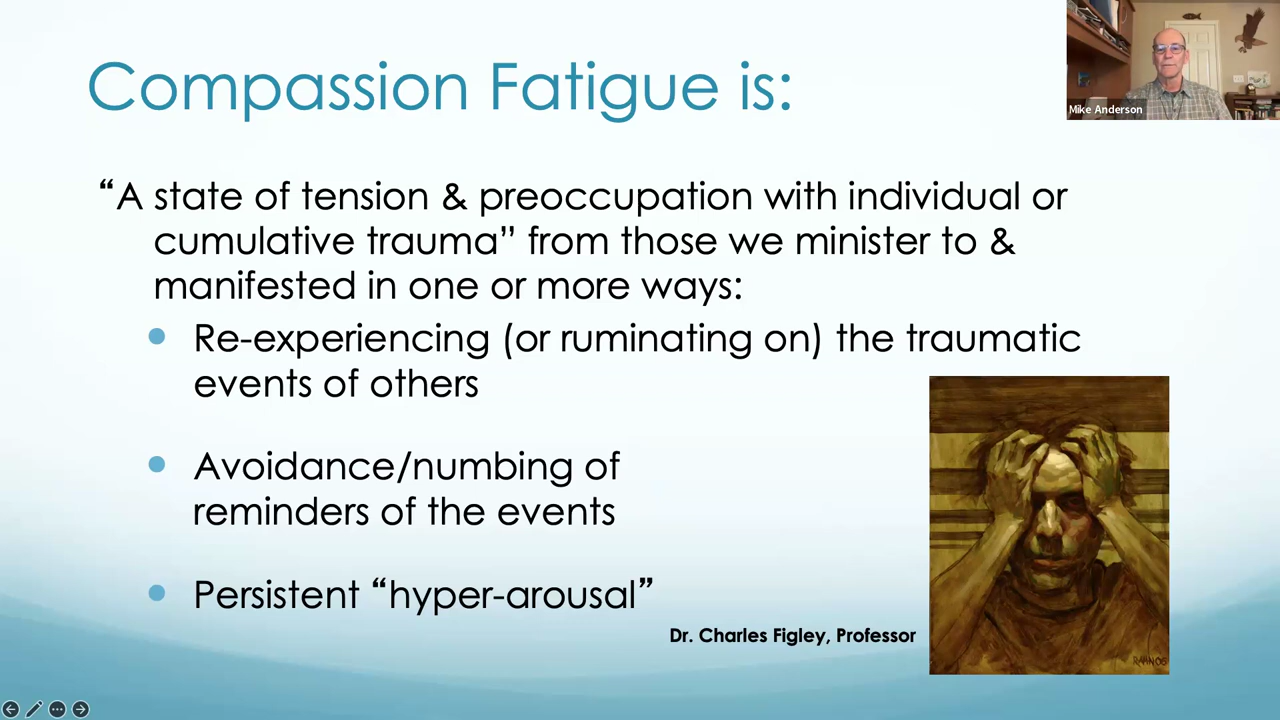 Compassion Fatigue is:
Mike Anderson
“A state of tension & preoccupation with individual or
cumulative trauma” from those we minister to &
manifested in one or more ways:
Re-experiencing (or ruminating on) the traumatic
events of others
Avoidance/numbing of
reminders of the events
Persistent “hyper-arousal”
Dr. Charles Figley, Professor